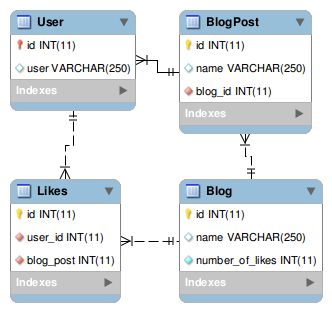 User
id INT(11)
user VARCHAR(250)
Indexes
BlogPost
id INT(11)
name VARCHAR(250)
blog_id INT(11)
Indexes
Likes
id INT(11)
user_id INT(11)
blog_post INT(11)
Indexes
Blog
id INT(11)
name VARCHAR(250)
number_of_likes INT(11)
Indexes